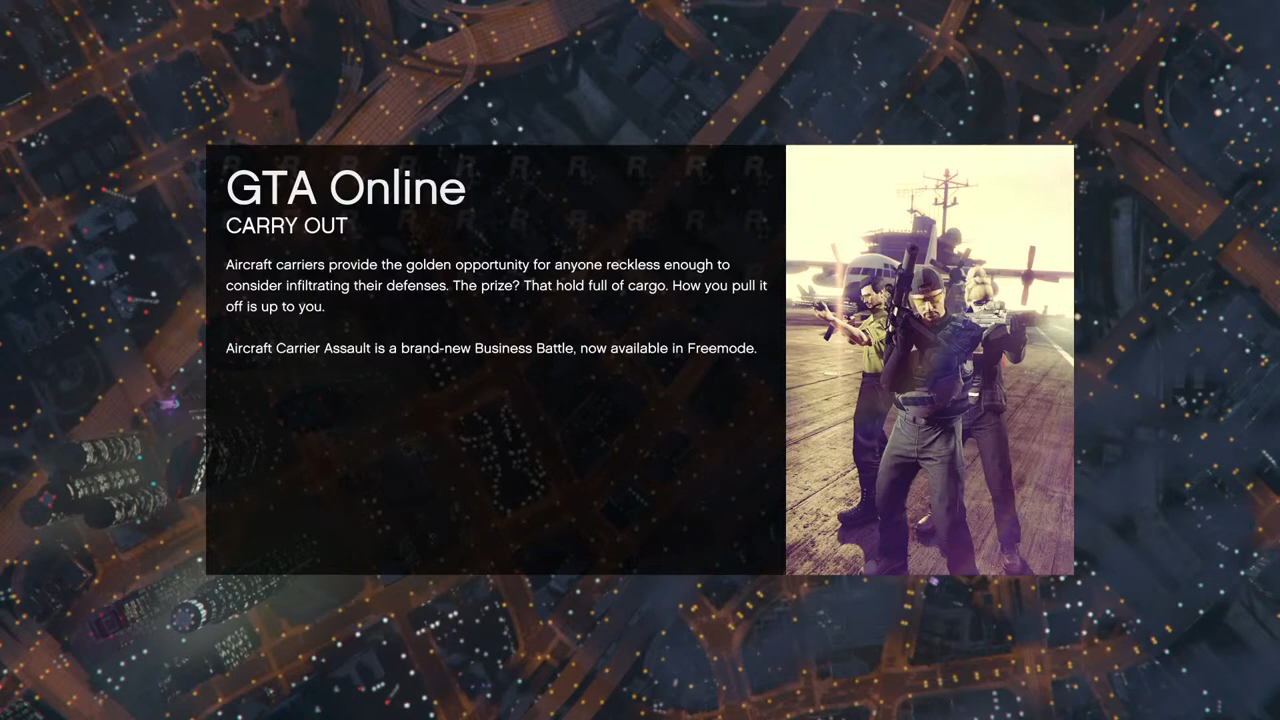 GTA Online
CARRY OUT
Aircraft carriers provide the golden opportunity for anyone reckless enough to
consider infiltrating their defenses. The prize? That hold full of cargo. How you pull it
off is up to you.
Aircraft Carrier Assault is a brand-new Business Battle, now available in Freemode.